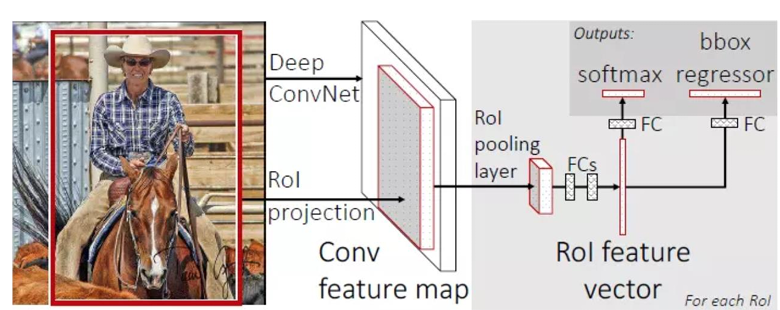 Deep
ConvNet
RoI
projection
Conv
feature map
RoI
pooling
layer
FCs
Outputs:
softmax
bbox
regressor
FC
FC
RoI feature
vector
For each RoI